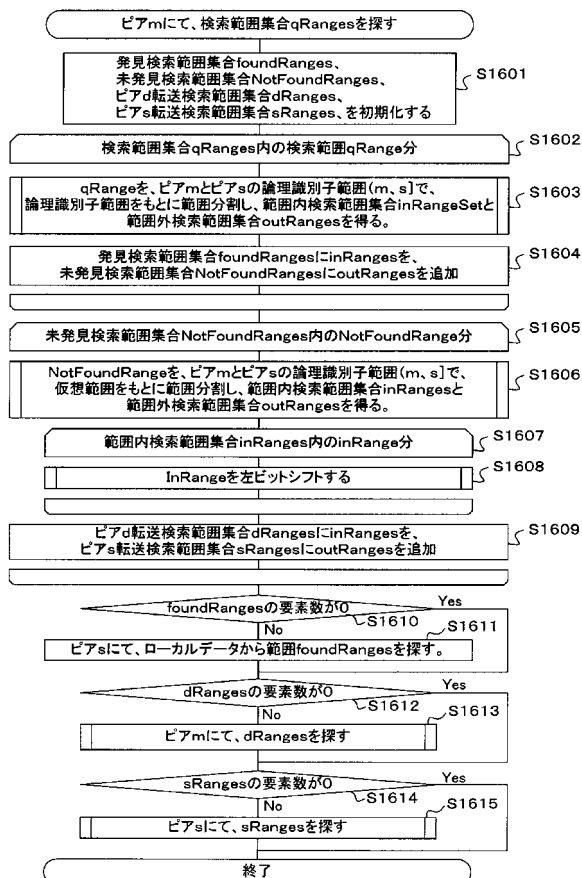 ピアmにて、検索範囲集合qRangesを探す
発見検索範囲集合foundRanges、
未発見検索範囲集合NotFoundRanges、
ピアd転送検索範囲集合dRanges、
ピアs転送検索範囲集合sRanges、を初期化する
S1601
検索範囲集合qRanges内の検索範囲qRange分
S1602
qRangeを、ピアmとピアsの論理識別子範囲(m、s]で、
論理識別子範囲をもとに範囲分割し、範囲内検索範囲集合inRangeSetと
範囲外検索範囲集合outRangesを得る。
S1603
発見検索範囲集合foundRangesにinRangesを、
未発見検索範囲集合NotFoundRangesにoutRangesを追加
S1604
未発見検索範囲集合NotFoundRanges内のNotFoundRange分
S1605
NotFoundRangeを、ピアmとピアsの論理識別子範囲(m、s]で、
仮想範囲をもとに範囲分割し、範囲内検索範囲集合inRangesと
範囲外検索範囲集合outRangesを得る。
S1606
範囲内検索範囲集合inRanges内のinRange分
S1607
InRangeを左ビットシフトする
S1608
ピアd転送検索範囲集合dRangesにinRangesを、
ピアs転送検索範囲集合sRangesにoutRangesを追加
S1609
foundRangesの要素数が0
Yes
S1610
No
S1611
ピアsにて、ローカルデータから範囲foundRangesを探す。
dRangesの要素数が0
Yes
S1612
No
S1613
ピアmにて、dRangesを探す
sRangesの要素数が0
Yes
S1614
No
S1615
ピアsにて、sRangesを探す
終了